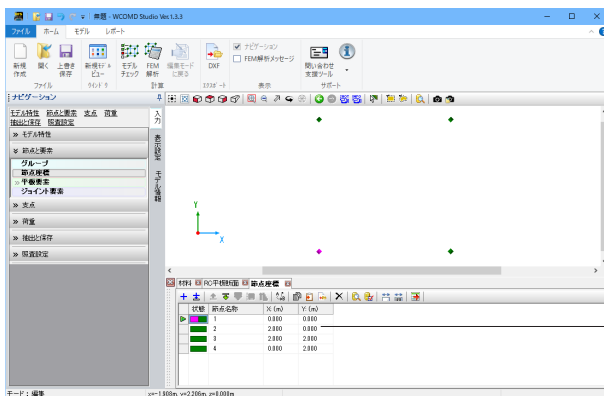 無題 - WCOMD Studio Ver.1.3.3
ファイル ホーム モデル レポート
新規作成 開く 上書き保存 新規モデルビュー モデルチェック FEM解析 編集モードに戻る DXF
ナビゲーション
FEM解析メッセージ
問い合わせ支援ツール
ファイル ウインドウ 計算 エクスポート 表示 サポート
ナビゲーション
モデル特性 節点と要素 支点 荷重
抽出と保存 照査設定
モデル特性
節点と要素
グループ
節点座標
平板要素
ジョイント要素
支点
荷重
抽出と保存
照査設定
入力
表示設定
モデル情報
Y
X
材料 RC平板断面 節点座標
状態 節点名称 X (m) Y (m)
1 0.000 0.000
2 2.000 0.000
3 2.000 2.000
4 0.000 2.000
モード：編集 x=-1.908m, y=2.206m, z=0.000m